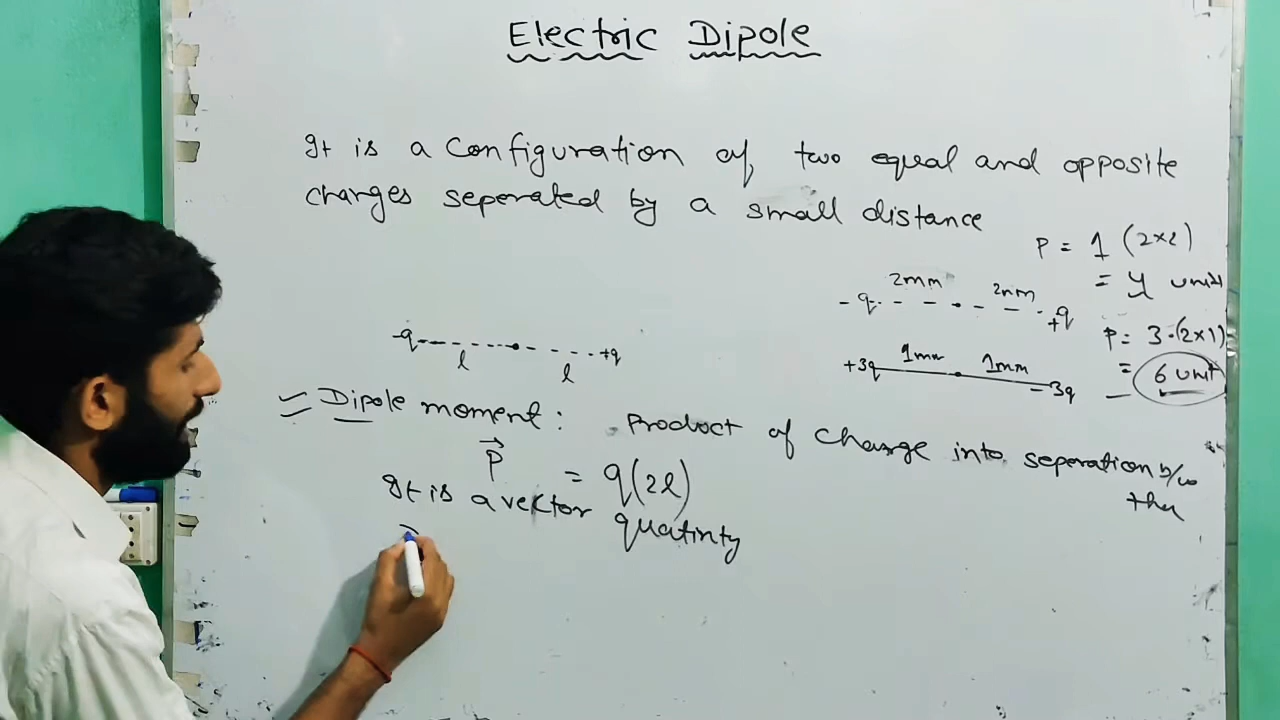 Electric Dipole
It is a configuration of two equal and opposite
charges seperated by a small distance
P = 1 (2×2)
= 4 unit
2mm 2mm
-q +q
P = 3·(2×1)
= 6 unit
1mm 1mm
+3q -3q
-q +q
l l
Dipole moment : Product of charge into seperation b/w
P = q(2l)
It is a vektor quatinty